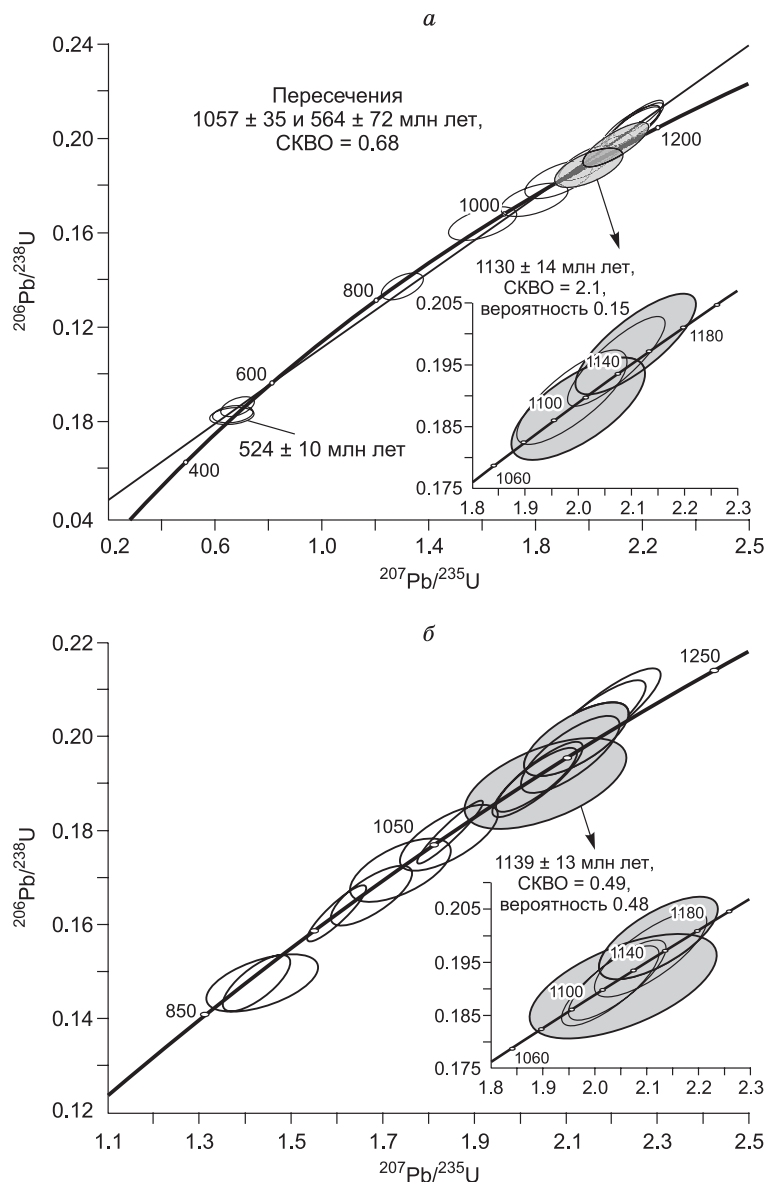 а
0.24
0.20
0.16
0.12
0.18
0.04
206Pb/238U
Пересечения
1057 ± 35 и 564 ± 72 млн лет,
СКВО = 0.68
1200
1000
800
600
400
524 ± 10 млн лет
1130 ± 14 млн лет,
СКВО = 2.1,
вероятность 0.15
0.205
0.195
0.185
0.175
1180
1140
1100
1060
1.8 1.9 2.0 2.1 2.2 2.3
0.2 0.6 1.0 1.4 1.8 2.2 2.5
207Pb/235U
б
0.22
0.20
0.18
0.16
0.14
0.12
206Pb/238U
1250
1050
850
1139 ± 13 млн лет,
СКВО = 0.49,
вероятность 0.48
0.205
0.195
0.185
0.175
1180
1140
1100
1060
1.8 1.9 2.0 2.1 2.2 2.3
1.1 1.3 1.5 1.7 1.9 2.1 2.3 2.5
207Pb/235U